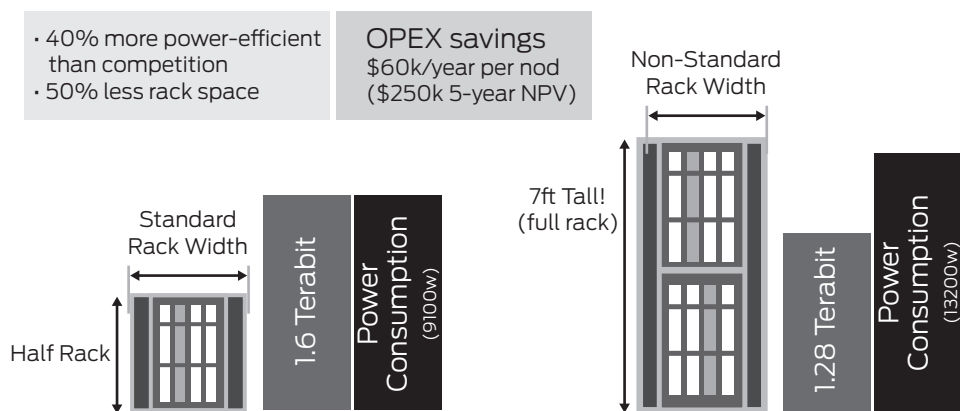 · 40% more power-efficient
than competition
· 50% less rack space
OPEX savings
$60k/year per nod
($250k 5-year NPV)
Standard
Rack Width
Half Rack
1.6 Terabit
Power
Consumption
(9100w)
Non-Standard
Rack Width
7ft Tall!
(full rack)
1.28 Terabit
Power
Consumption
(13200w)